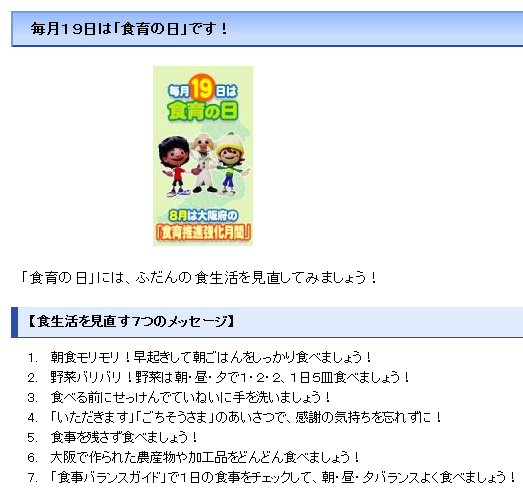 毎月１９日は「食育の日」です！
毎月19日は
食育の日
8月は大阪府の
「食育推進強化月間」
「食育の日」には、ふだんの食生活を見直してみましょう！
【食生活を見直す７つのメッセージ】
1. 朝食モリモリ！早起きして朝ごはんをしっかり食べましょう！
2. 野菜バリバリ！野菜は朝・昼・夕で１・２・２、１日５皿食べましょう！
3. 食べる前にせっけんでていねいに手を洗いましょう！
4. 「いただきます」「ごちそうさま」のあいさつで、感謝の気持ちを忘れずに！
5. 食事を残さず食べましょう！
6. 大阪で作られた農産物や加工品をどんどん食べましょう！
7. 「食事バランスガイド」で１日の食事をチェックして、朝・昼・夕バランスよく食べましょう！